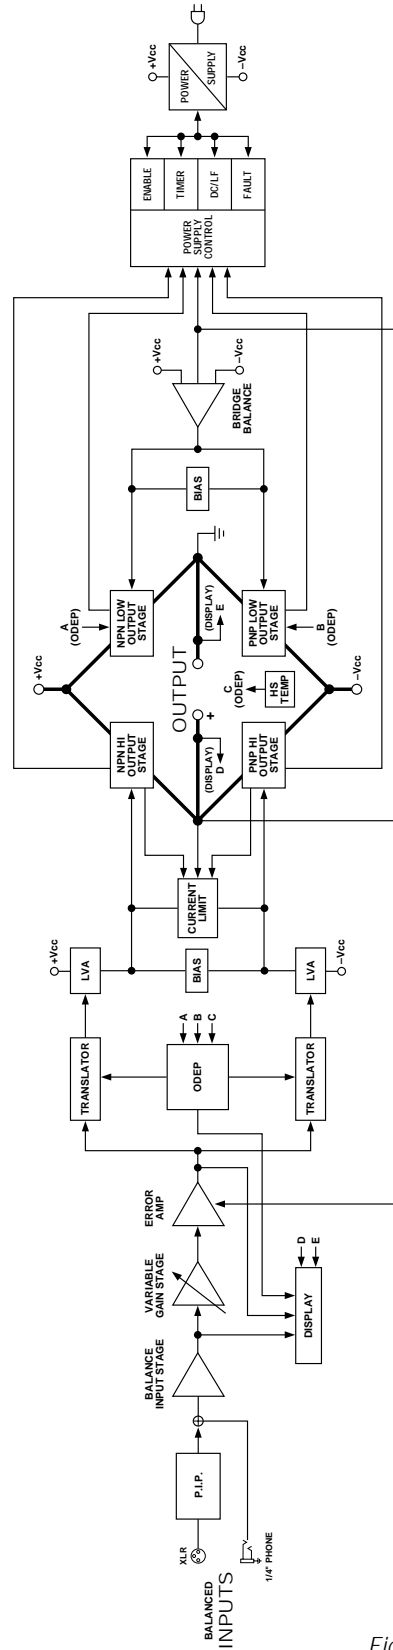 BALANCED
INPUTS
XLR
1/4" PHONE
P.I.P.
BALANCE
INPUT STAGE
VARIABLE
GAIN STAGE
ERROR
AMP
DISPLAY
D
E
TRANSLATOR
ODEP
A
B
C
TRANSLATOR
+Vcc
LVA
BIAS
LVA
–Vcc
CURRENT
LIMIT
NPN HI
OUTPUT
STAGE
+
(DISPLAY)
D
PNP HI
OUTPUT
STAGE
+Vcc
OUTPUT
C
(ODEP)
HS
TEMP
–Vcc
A
(ODEP)
NPN LOW
OUTPUT
STAGE
(DISPLAY)
E
PNP LOW
OUTPUT
STAGE
B
(ODEP)
BIAS
BRIDGE
BALANCE
+Vcc
–Vcc
POWER
SUPPLY
CONTROL
ENABLE
TIMER
DC/LF
FAULT
+Vcc
POWER
SUPPLY
–Vcc